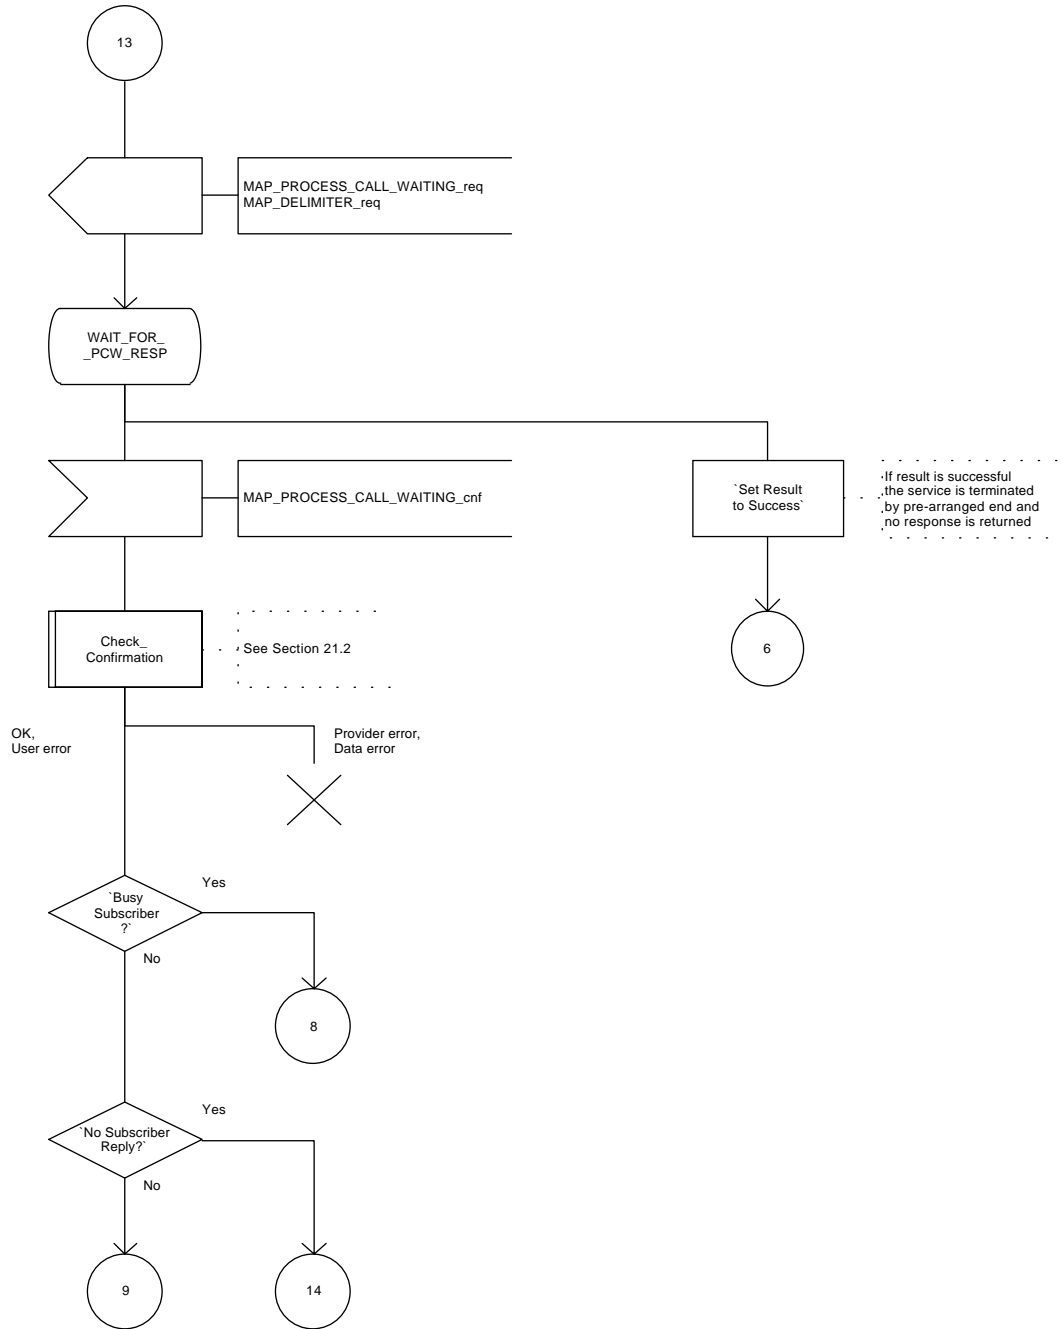 13
MAP_PROCESS_CALL_WAITING_req
MAP_DELIMITER_req
WAIT_FOR_
_PCW_RESP
MAP_PROCESS_CALL_WAITING_cnf
`Set Result
to Success`
If result is successful
the service is terminated
by pre-arranged end and
no response is returned
Check_
Confirmation
See Section 21.2
6
OK,
User error
Provider error,
Data error
`Busy
Subscriber
?`
Yes
No
8
`No Subscriber
Reply?`
Yes
No
9
14